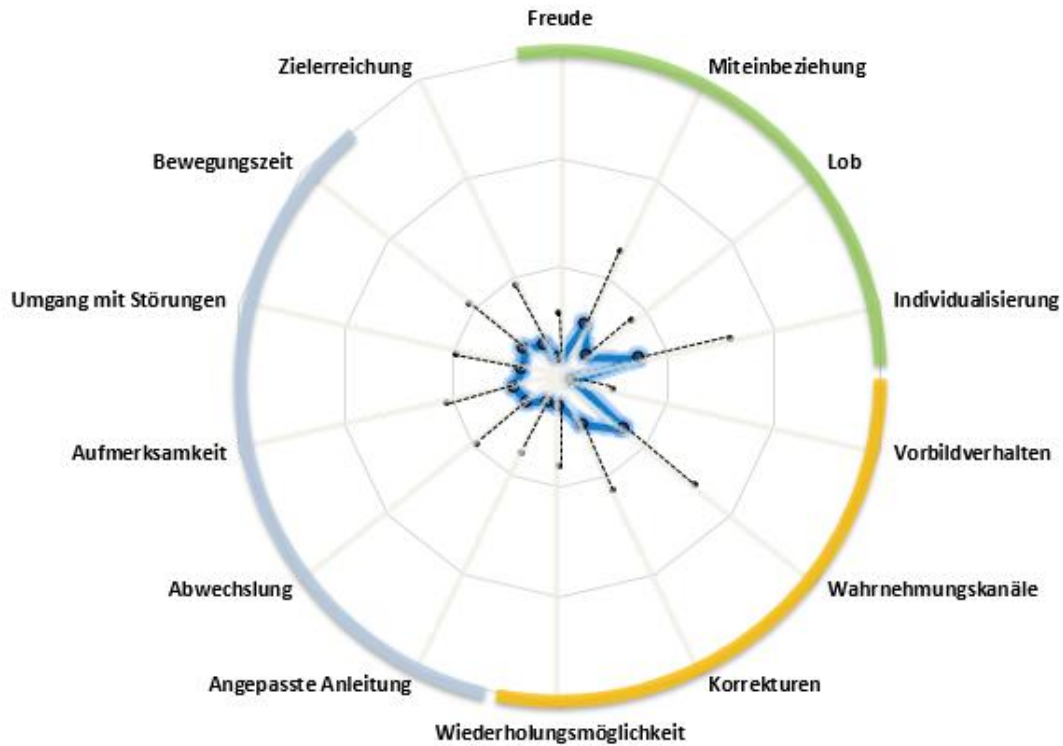 Freude
Zielerreichung
Miteinbeziehung
Bewegungszeit
Lob
Umgang mit Störungen
Individualisierung
Aufmerksamkeit
Vorbildverhalten
Abwechslung
Wahrnehmungskanäle
Angepasste Anleitung
Korrekturen
Wiederholungsmöglichkeit